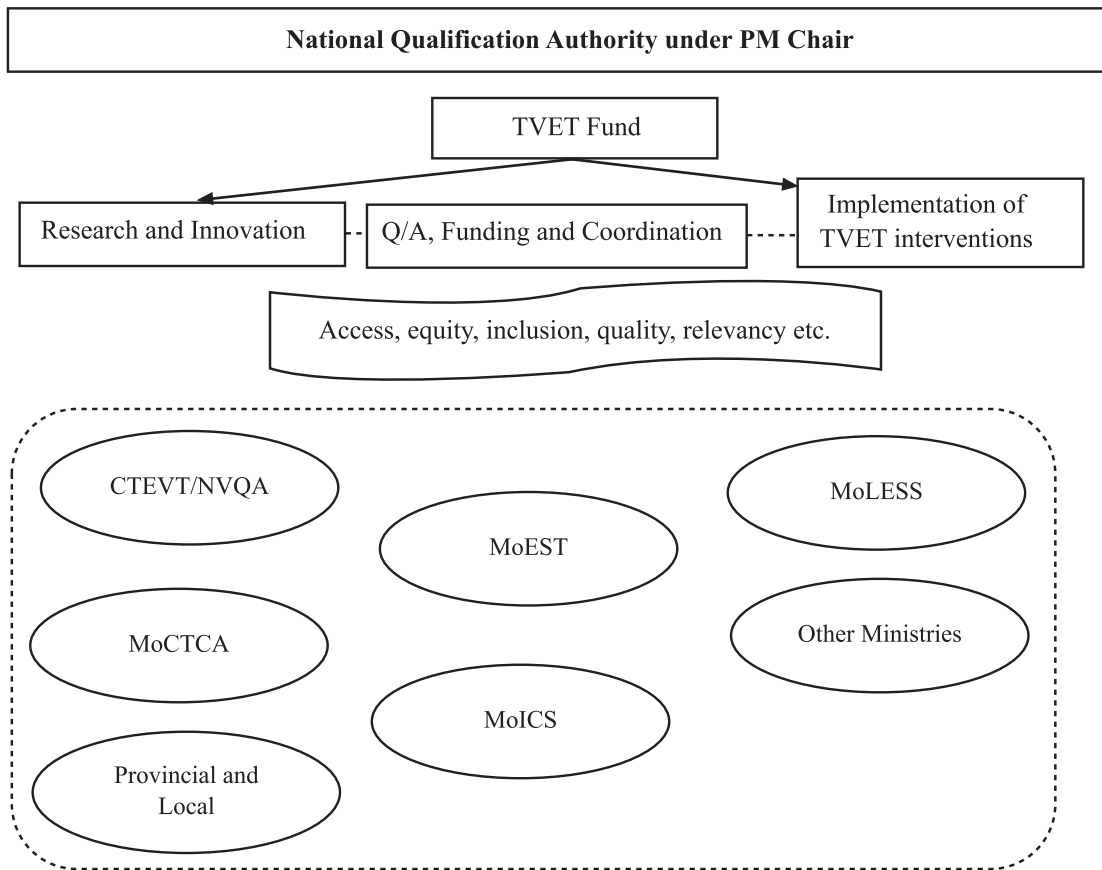 National Qualification Authority under PM Chair
TVET Fund
Research and Innovation
Q/A, Funding and Coordination
Implementation of
TVET interventions
Access, equity, inclusion, quality, relevancy etc.
CTEVT/NVQA
MoEST
MoLESS
MoCTCA
Other Ministries
MoICS
Provincial and
Local